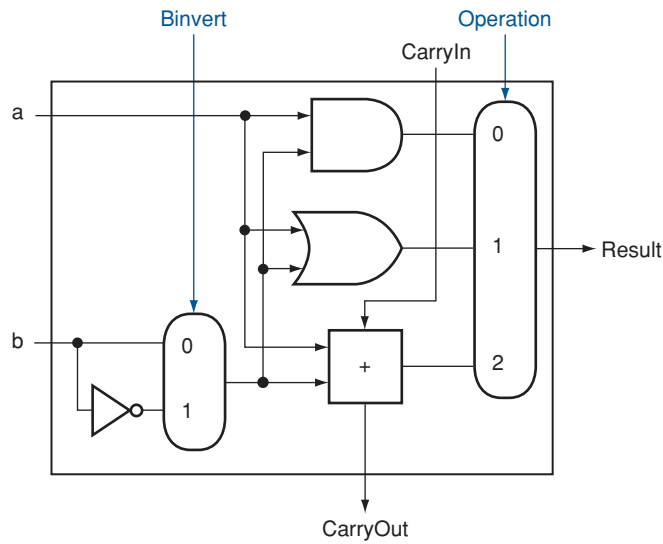 Binvert
Operation
CarryIn
a
0
1
Result
b
0
2
+
1
CarryOut